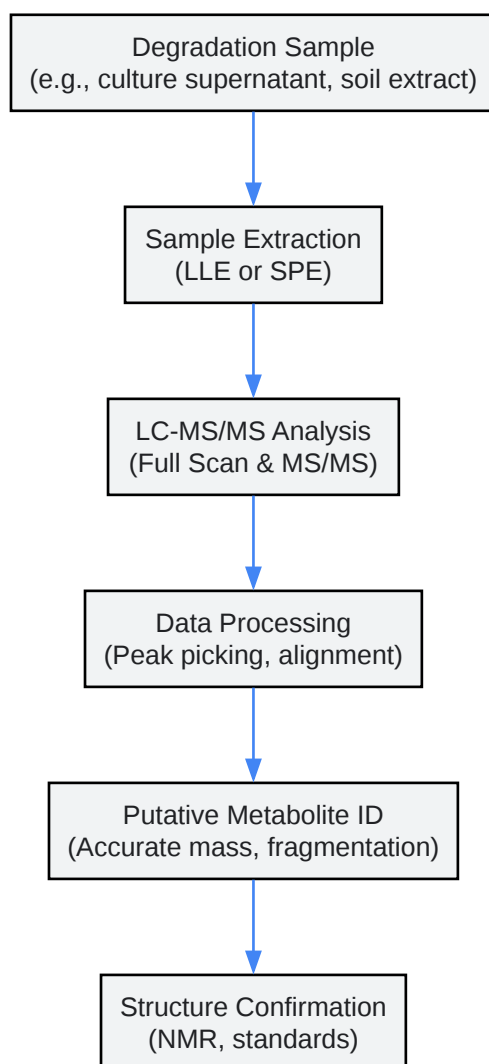 Degradation Sample
(e.g., culture supernatant, soil extract)
Sample Extraction
(LLE or SPE)
LC-MS/MS Analysis
(Full Scan & MS/MS)
Data Processing
(Peak picking, alignment)
Putative Metabolite ID
(Accurate mass, fragmentation)
Structure Confirmation
(NMR, standards)